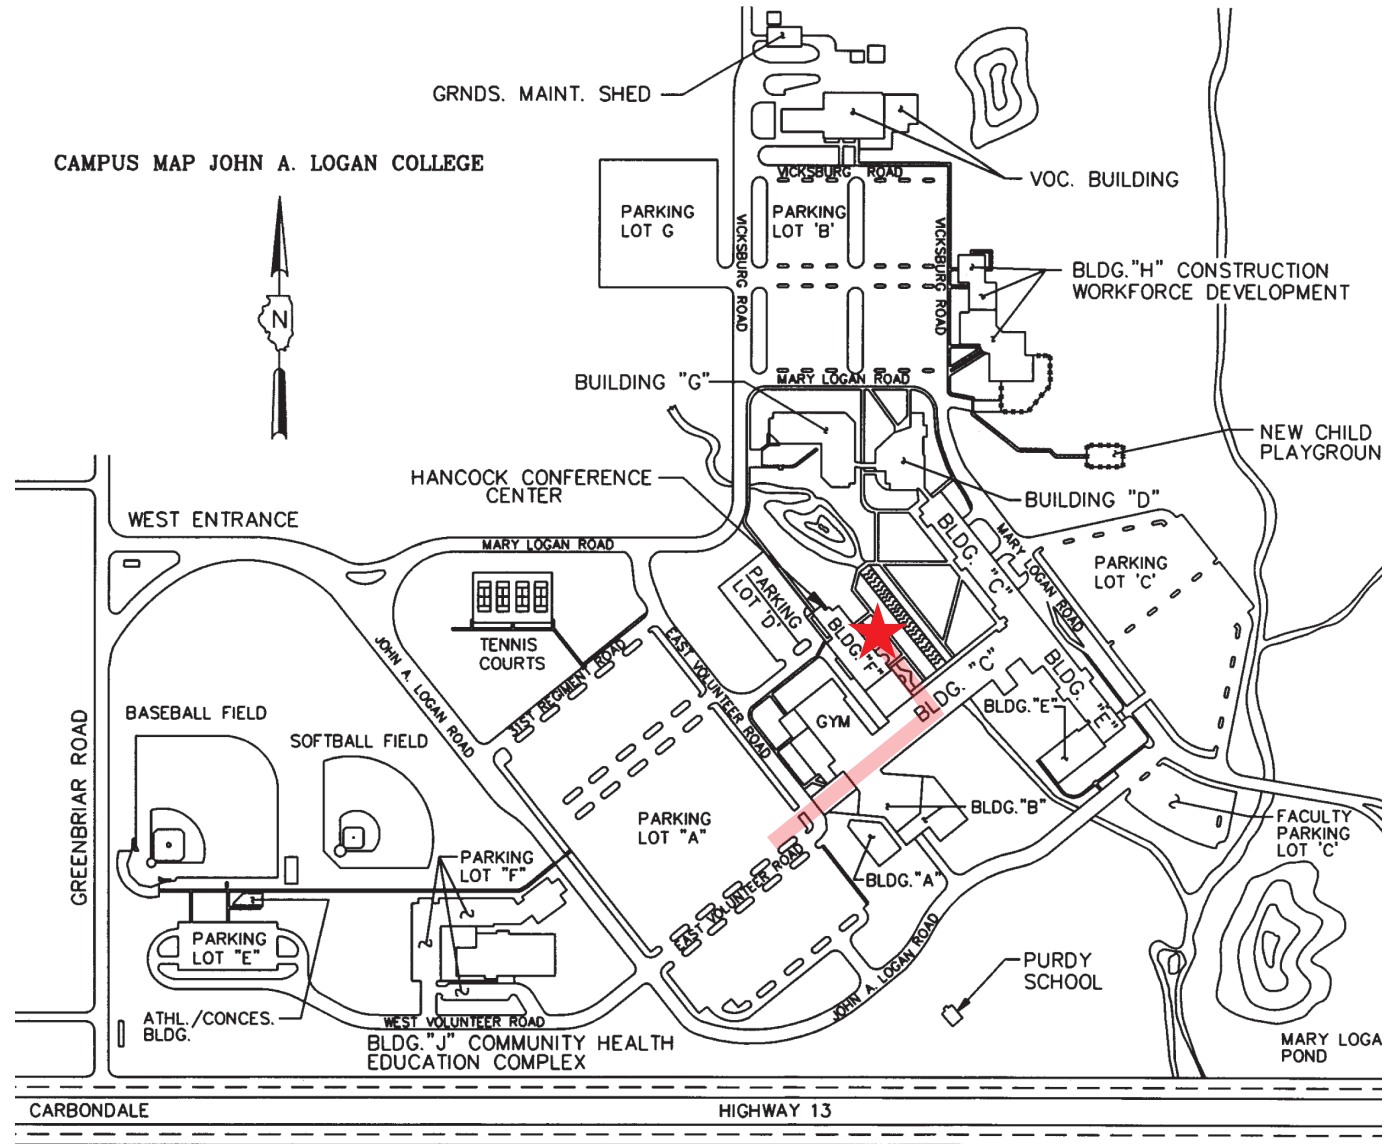 GRNDS. MAINT. SHED
CAMPUS MAP JOHN A. LOGAN COLLEGE
VICKSBURG ROAD
VOC. BUILDING
PARKING
LOT G
PARKING
LOT 'B'
VICKSBURG ROAD
VICKSBURG ROAD
BLDG."H" CONSTRUCTION
WORKFORCE DEVELOPMENT
N
MARY LOGAN ROAD
BUILDING "G"
NEW CHILD
PLAYGROUN
HANCOCK CONFERENCE
CENTER
BUILDING "D"
WEST ENTRANCE
MARY LOGAN ROAD
BLDG. "C"
MARY LOGAN ROAD
PARKING
LOT 'C'
PARKING
LOT 'D'
TENNIS
COURTS
JOHN A. LOGAN ROAD
31ST REGIMENT ROAD
EAST VOLUNTEER ROAD
BLDG. "F"
BLDG. "C"
BLDG. "E"
BLDG."E"
GYM
GREENBRIAR ROAD
BASEBALL FIELD
SOFTBALL FIELD
PARKING
LOT "A"
BLDG."B"
FACULTY
PARKING
LOT 'C'
PARKING
LOT "F"
BLDG."A"
EAST VOLUNTEER ROAD
PARKING
LOT "E"
JOHN A. LOGAN ROAD
PURDY
SCHOOL
ATHL./CONCES.
BLDG.
WEST VOLUNTEER ROAD
BLDG."J" COMMUNITY HEALTH
EDUCATION COMPLEX
MARY LOGA
POND
CARBONDALE
HIGHWAY 13